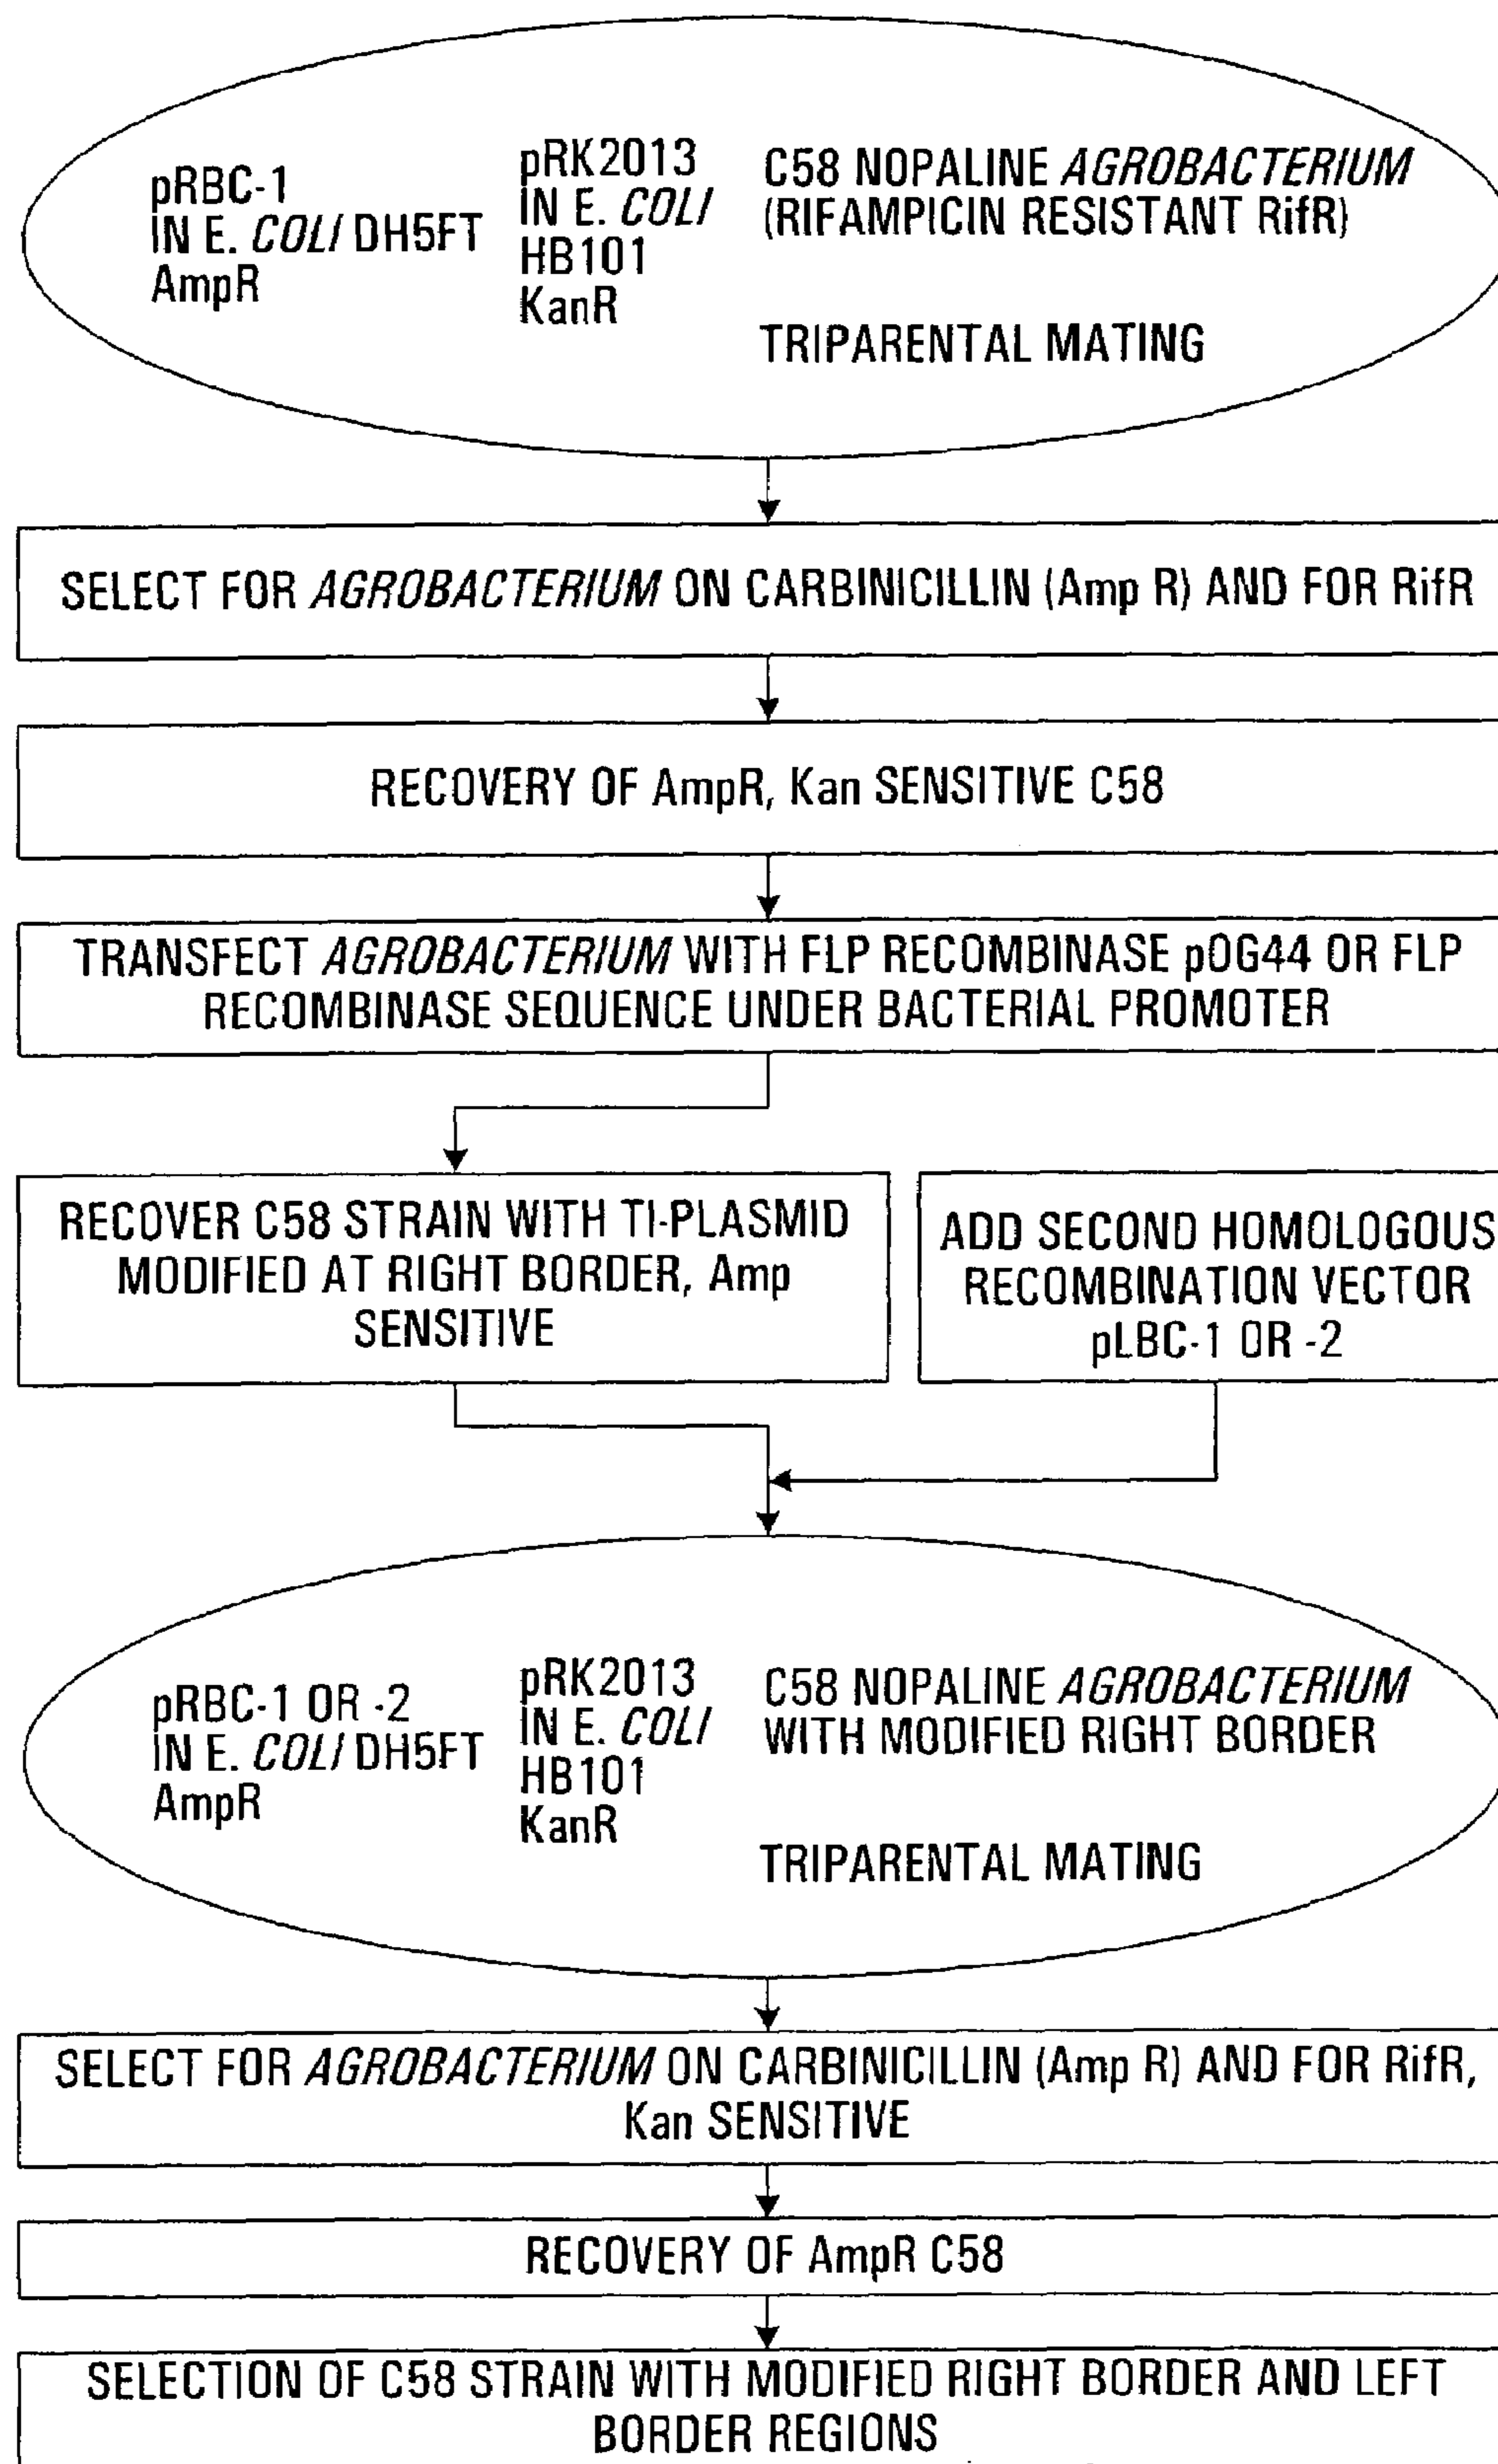 pRBC-1
IN E. COLI DH5FT
AmpR
pRK2013
IN E. COLI
HB101
KanR
C58 NOPALINE AGROBACTERIUM
(RIFAMPICIN RESISTANT RifR)
TRIPARENTAL MATING
SELECT FOR AGROBACTERIUM ON CARBINICILLIN (Amp R) AND FOR RifR
RECOVERY OF AmpR, Kan SENSITIVE C58
TRANSFECT AGROBACTERIUM WITH FLP RECOMBINASE pOG44 OR FLP
RECOMBINASE SEQUENCE UNDER BACTERIAL PROMOTER
RECOVER C58 STRAIN WITH TI-PLASMID
MODIFIED AT RIGHT BORDER, Amp
SENSITIVE
ADD SECOND HOMOLOGOUS
RECOMBINATION VECTOR
pLBC-1 OR -2
pRBC-1 OR -2
IN E. COLI DH5FT
AmpR
pRK2013
IN E. COLI
HB101
KanR
C58 NOPALINE AGROBACTERIUM
WITH MODIFIED RIGHT BORDER
TRIPARENTAL MATING
SELECT FOR AGROBACTERIUM ON CARBINICILLIN (Amp R) AND FOR RifR,
Kan SENSITIVE
RECOVERY OF AmpR C58
SELECTION OF C58 STRAIN WITH MODIFIED RIGHT BORDER AND LEFT
BORDER REGIONS